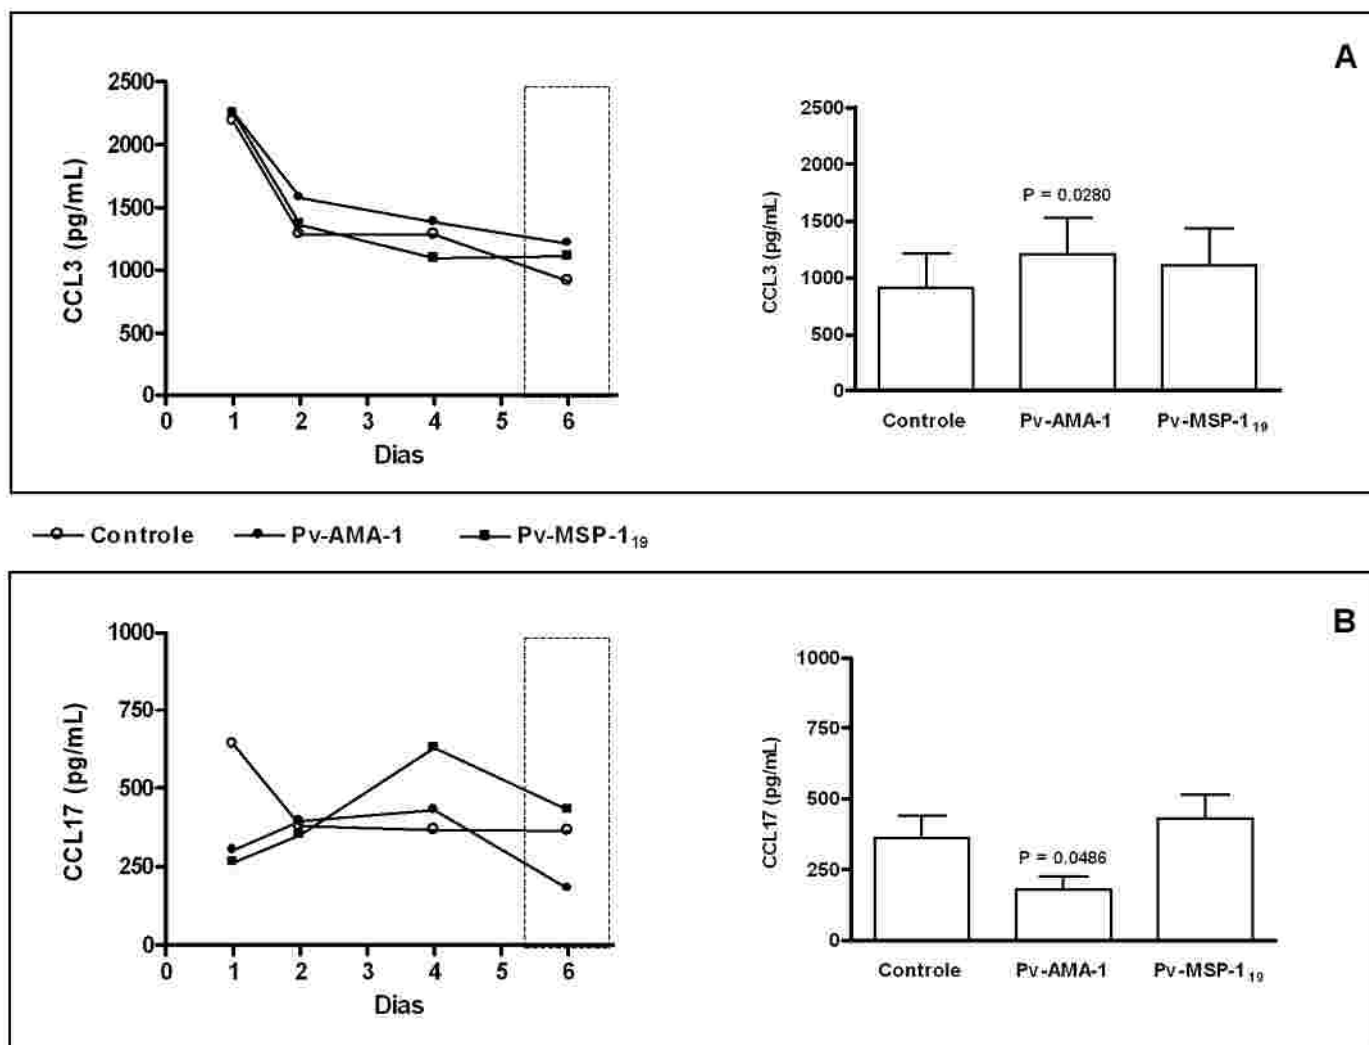 A
2500
2000
1500
1000
500
0
CCL3 (pg/mL)
0 1 2 3 4 5 6
Dias
2500
2000
1500
1000
500
0
CCL3 (pg/mL)
P = 0.0280
Controle Pv-AMA-1 Pv-MSP-1₁₉
Controle Pv-AMA-1 Pv-MSP-1₁₉
B
1000
750
500
250
0
CCL17 (pg/mL)
0 1 2 3 4 5 6
Dias
1000
750
500
250
0
CCL17 (pg/mL)
P = 0.0486
Controle Pv-AMA-1 Pv-MSP-1₁₉